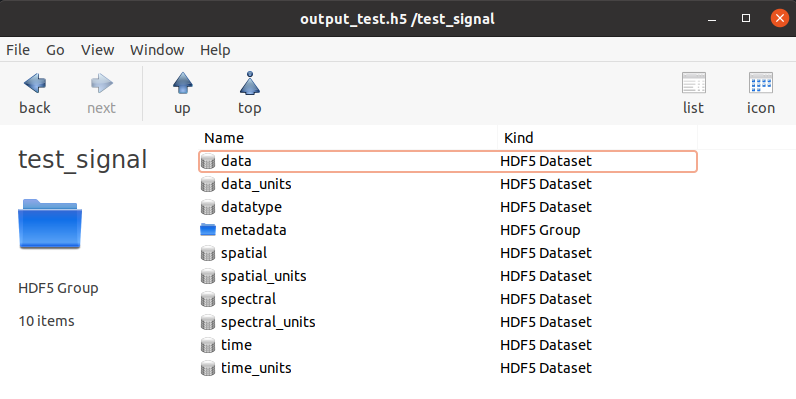 output_test.h5 /test_signal
File Go View Window Help
back next up top list icon
Name Kind
test_signal
data HDF5 Dataset
data_units HDF5 Dataset
datatype HDF5 Dataset
metadata HDF5 Group
spatial HDF5 Dataset
spatial_units HDF5 Dataset
spectral HDF5 Dataset
spectral_units HDF5 Dataset
time HDF5 Dataset
time_units HDF5 Dataset
HDF5 Group
10 items